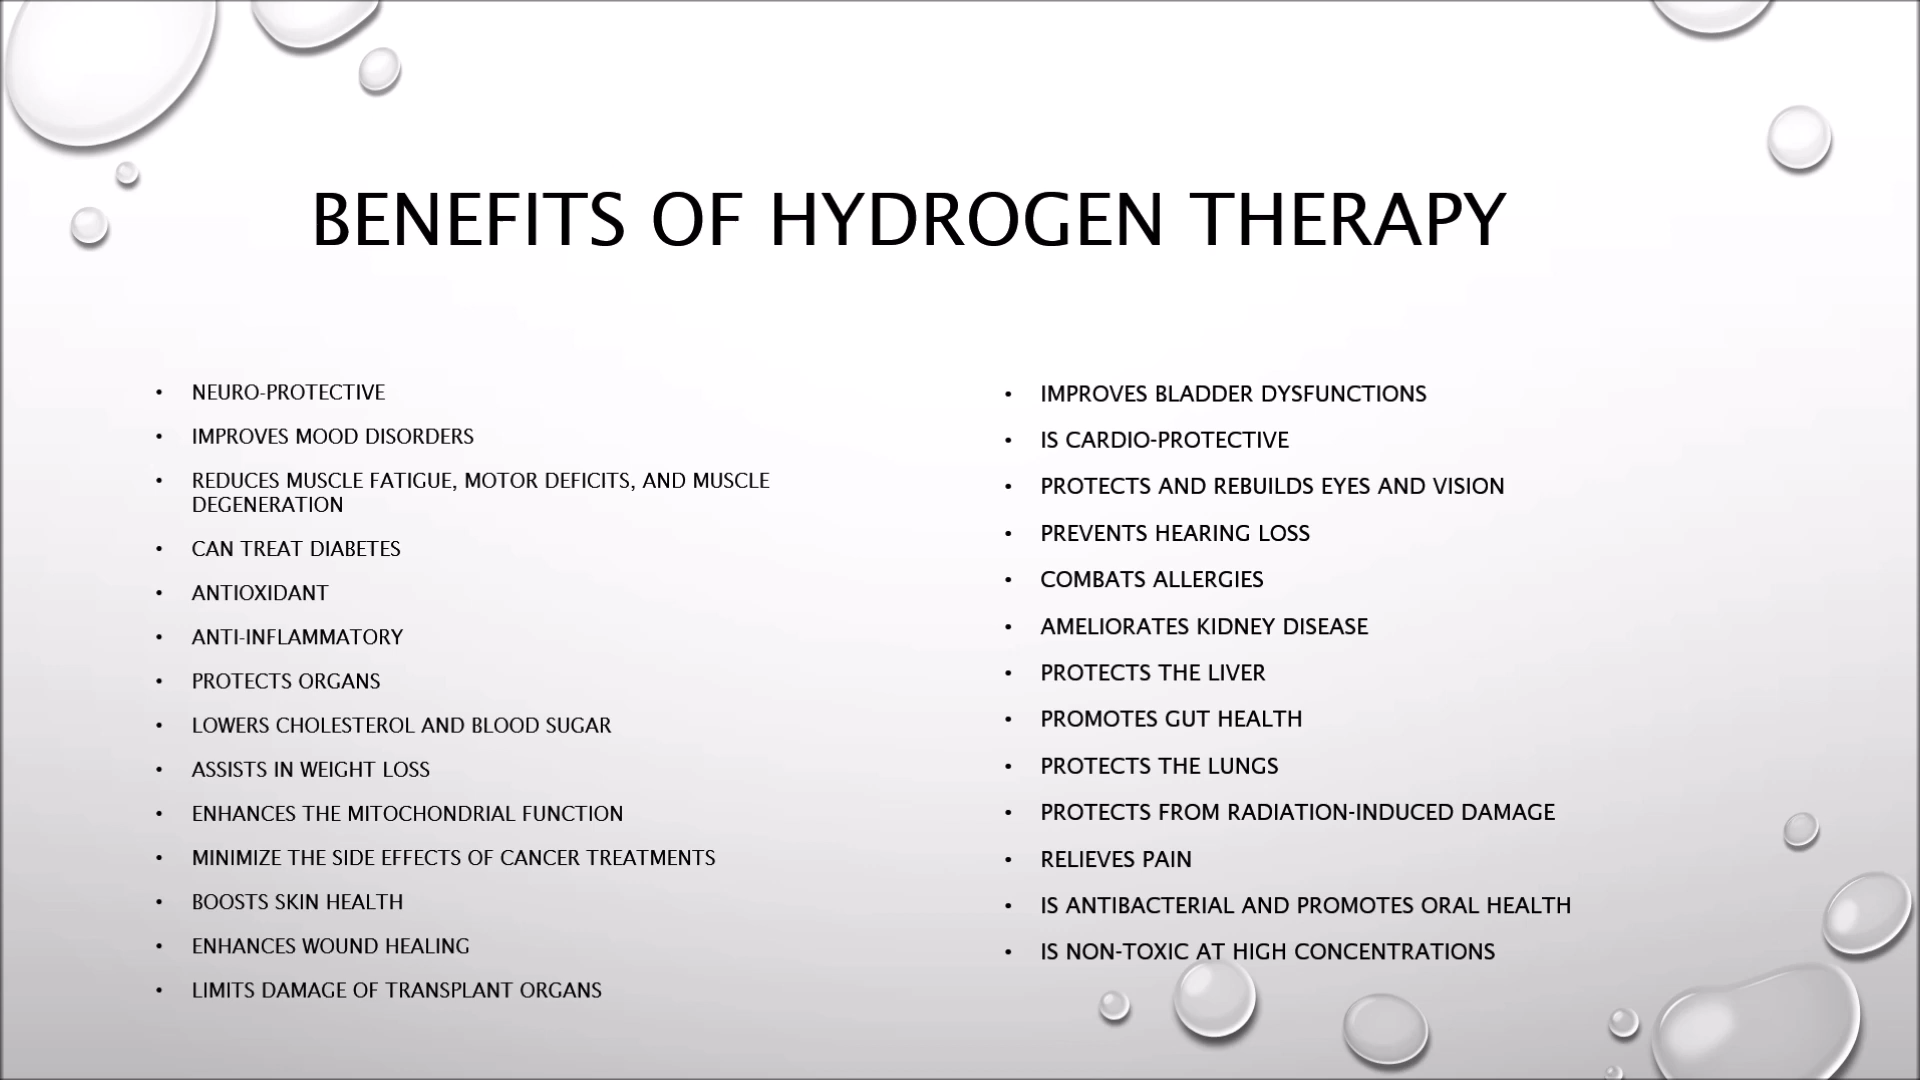 BENEFITS OF HYDROGEN THERAPY
• NEURO-PROTECTIVE
• IMPROVES MOOD DISORDERS
• REDUCES MUSCLE FATIGUE, MOTOR DEFICITS, AND MUSCLE
DEGENERATION
• CAN TREAT DIABETES
• ANTIOXIDANT
• ANTI-INFLAMMATORY
• PROTECTS ORGANS
• LOWERS CHOLESTEROL AND BLOOD SUGAR
• ASSISTS IN WEIGHT LOSS
• ENHANCES THE MITOCHONDRIAL FUNCTION
• MINIMIZE THE SIDE EFFECTS OF CANCER TREATMENTS
• BOOSTS SKIN HEALTH
• ENHANCES WOUND HEALING
• LIMITS DAMAGE OF TRANSPLANT ORGANS
• IMPROVES BLADDER DYSFUNCTIONS
• IS CARDIO-PROTECTIVE
• PROTECTS AND REBUILDS EYES AND VISION
• PREVENTS HEARING LOSS
• COMBATS ALLERGIES
• AMELIORATES KIDNEY DISEASE
• PROTECTS THE LIVER
• PROMOTES GUT HEALTH
• PROTECTS THE LUNGS
• PROTECTS FROM RADIATION-INDUCED DAMAGE
• RELIEVES PAIN
• IS ANTIBACTERIAL AND PROMOTES ORAL HEALTH
• IS NON-TOXIC AT HIGH CONCENTRATIONS